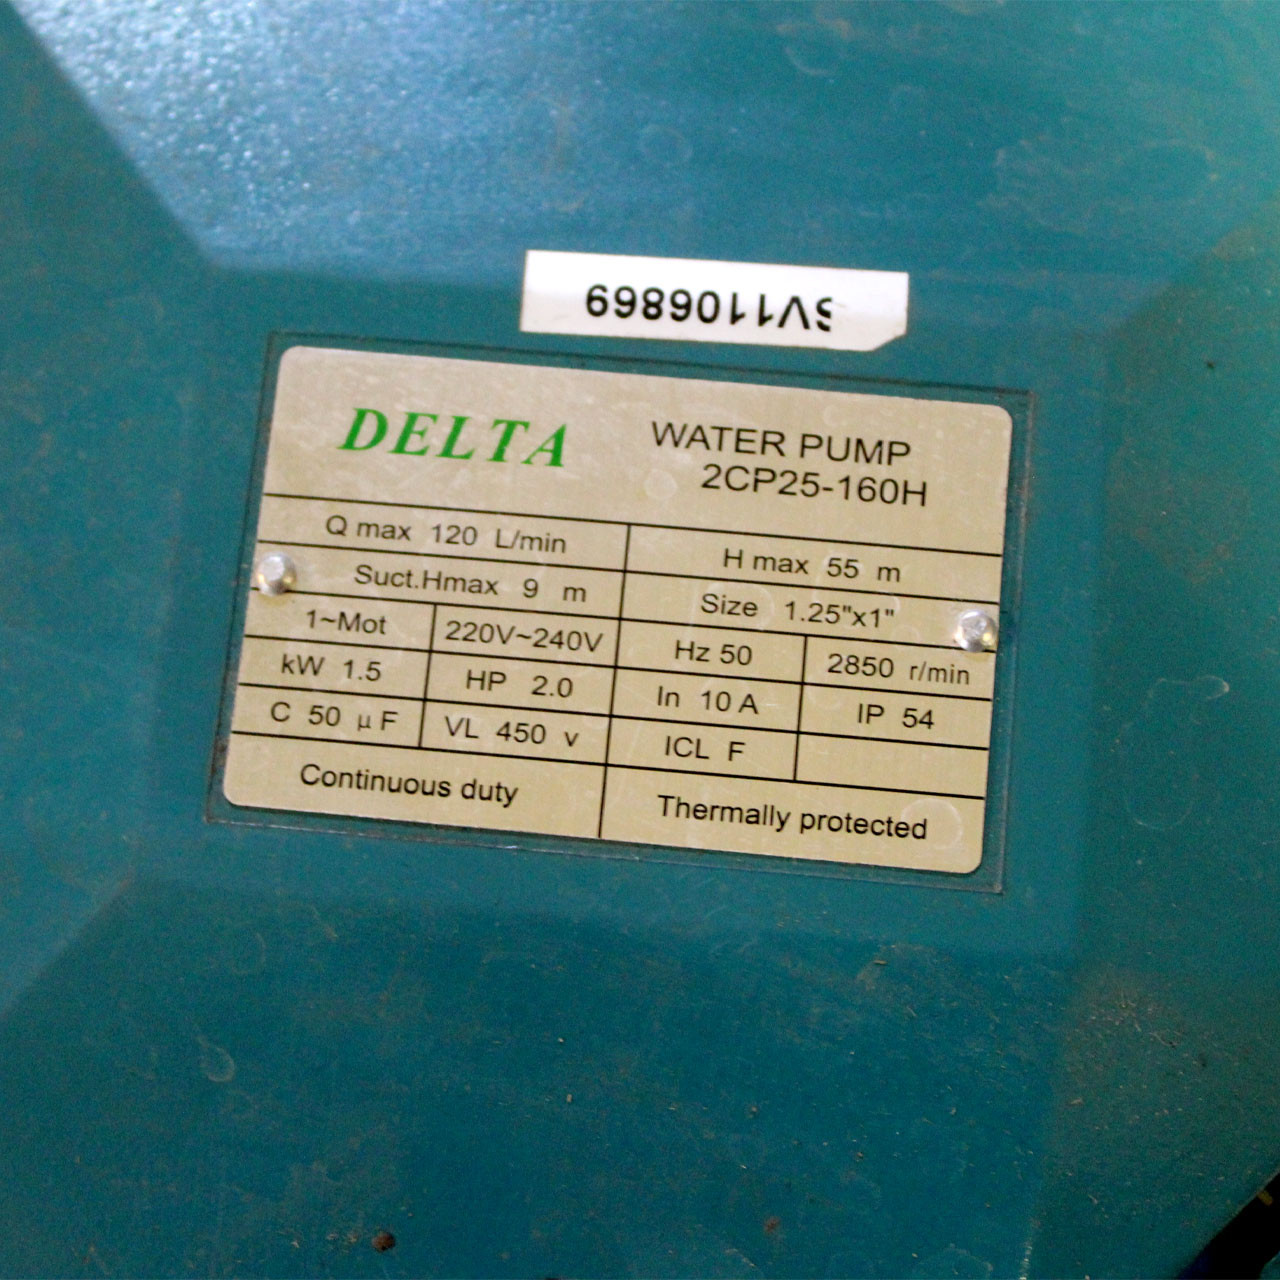 SV1106869
DELTA WATER PUMP
2CP25-160H
Q max 120 L/min H max 55 m
Suct.Hmax 9 m Size 1.25"x1"
1~Mot 220V~240V Hz 50 2850 r/min
kW 1.5 HP 2.0 In 10 A IP 54
C 50 μF VL 450 v ICL F
Continuous duty Thermally protected